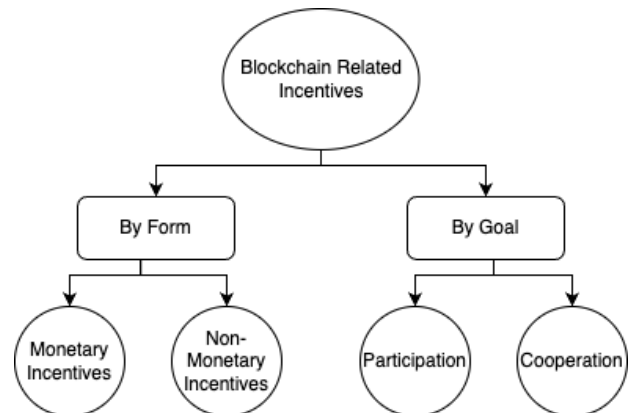 Blockchain Related
Incentives
By Form
By Goal
Monetary
Incentives
Non-
Monetary
Incentives
Participation
Cooperation